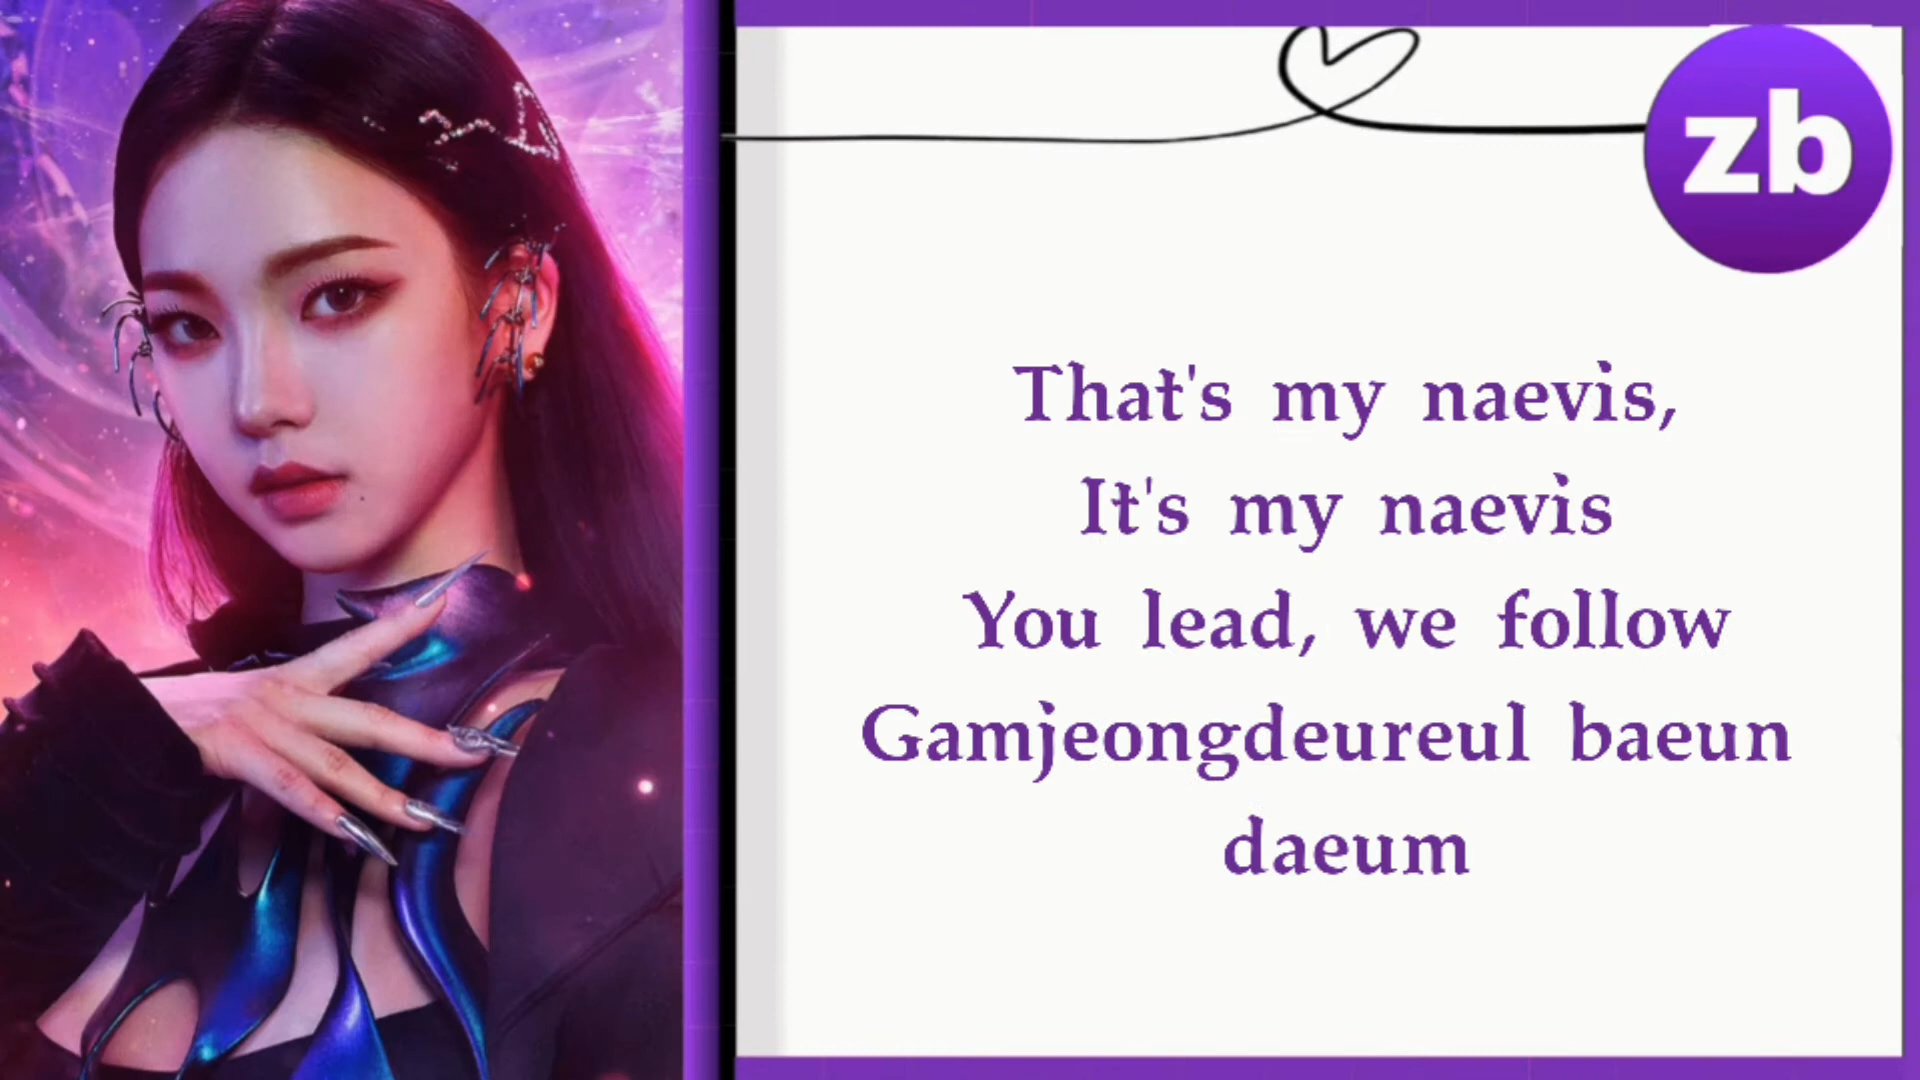 zb
That's my naevis,
It's my naevis
You lead, we follow
Gamjeongdeureul baeun
daeum